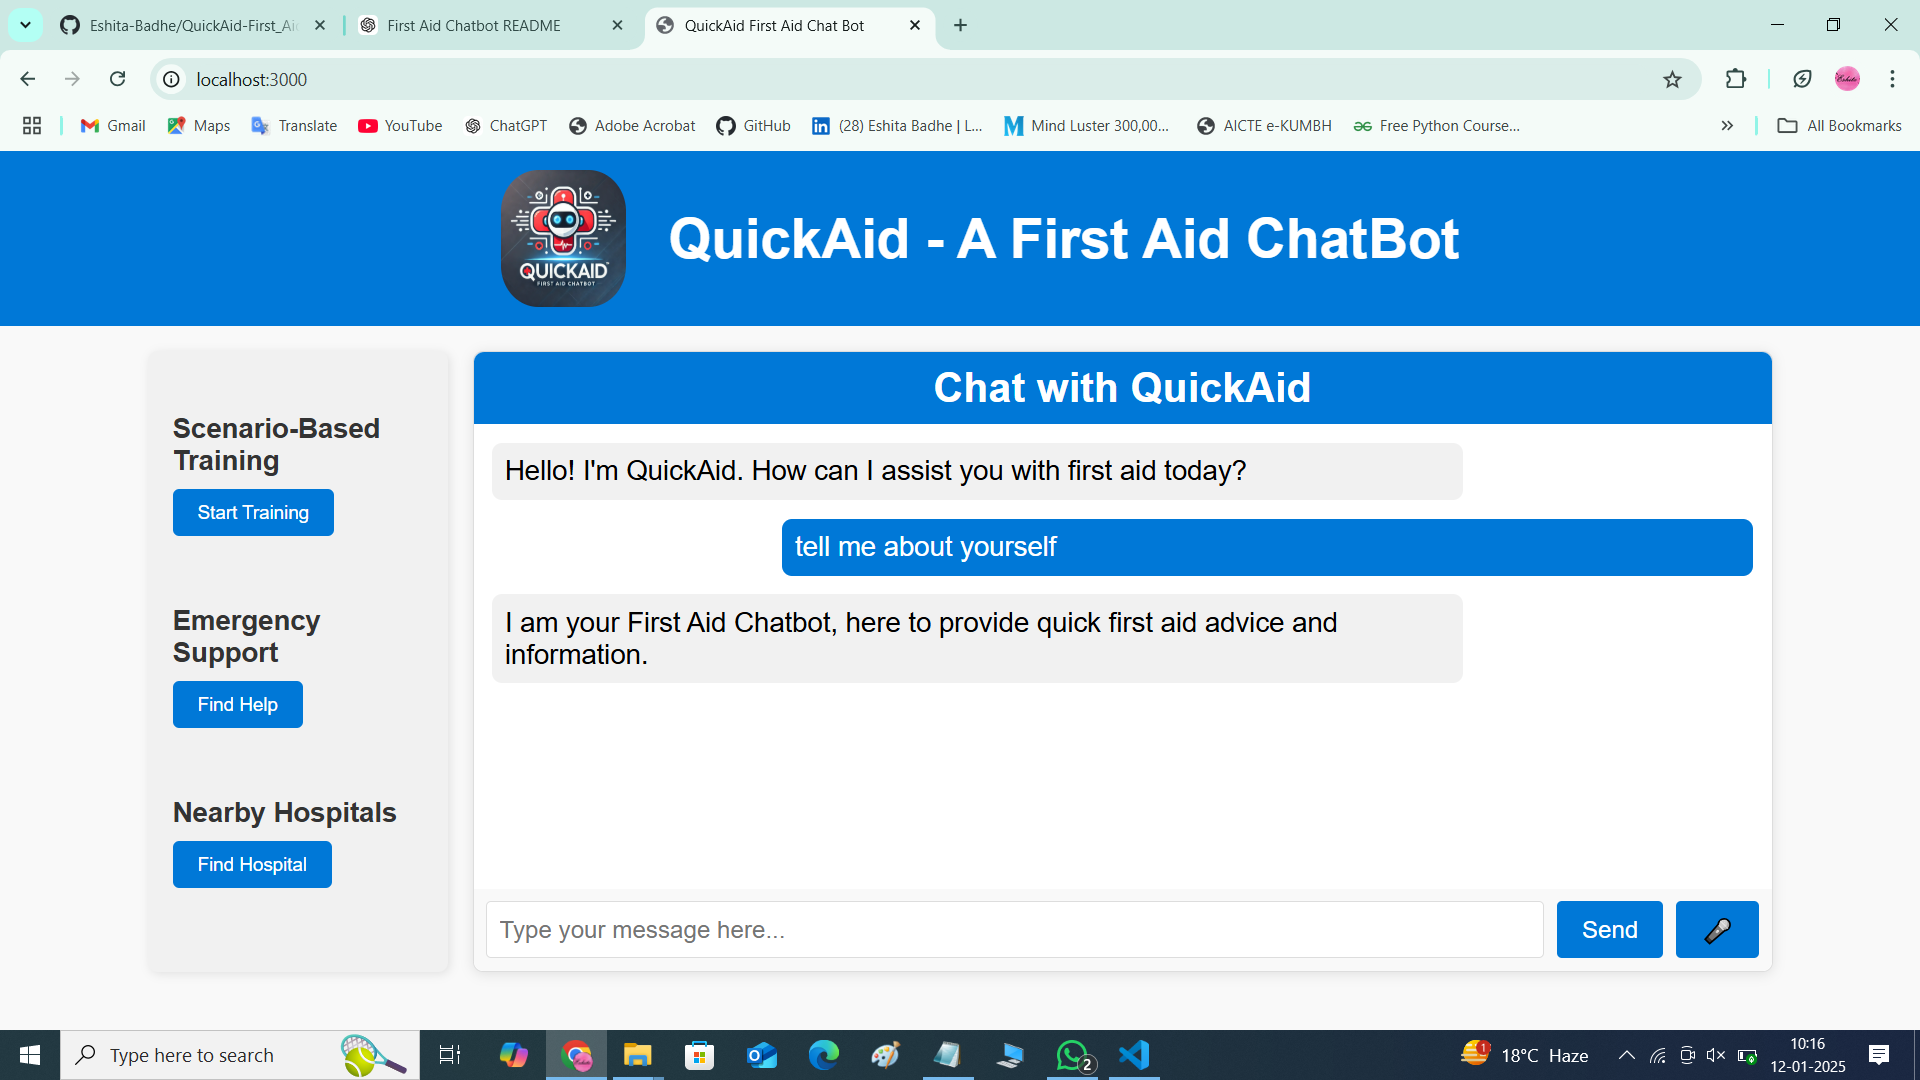 Eshita-Badhe/QuickAid-First_Ai
First Aid Chatbot README
QuickAid First Aid Chat Bot
localhost:3000
Gmail
Maps
Translate
YouTube
ChatGPT
Adobe Acrobat
GitHub
(28) Eshita Badhe | L...
Mind Luster 300,00...
AICTE e-KUMBH
Free Python Course...
All Bookmarks
QUICKAID
FIRST AID CHATBOT
QuickAid - A First Aid ChatBot
Scenario-Based
Training
Start Training
Emergency
Support
Find Help
Nearby Hospitals
Find Hospital
Chat with QuickAid
Hello! I'm QuickAid. How can I assist you with first aid today?
tell me about yourself
I am your First Aid Chatbot, here to provide quick first aid advice and
information.
Type your message here...
Send
Type here to search
2
1
18°C Haze
10:16
12-01-2025